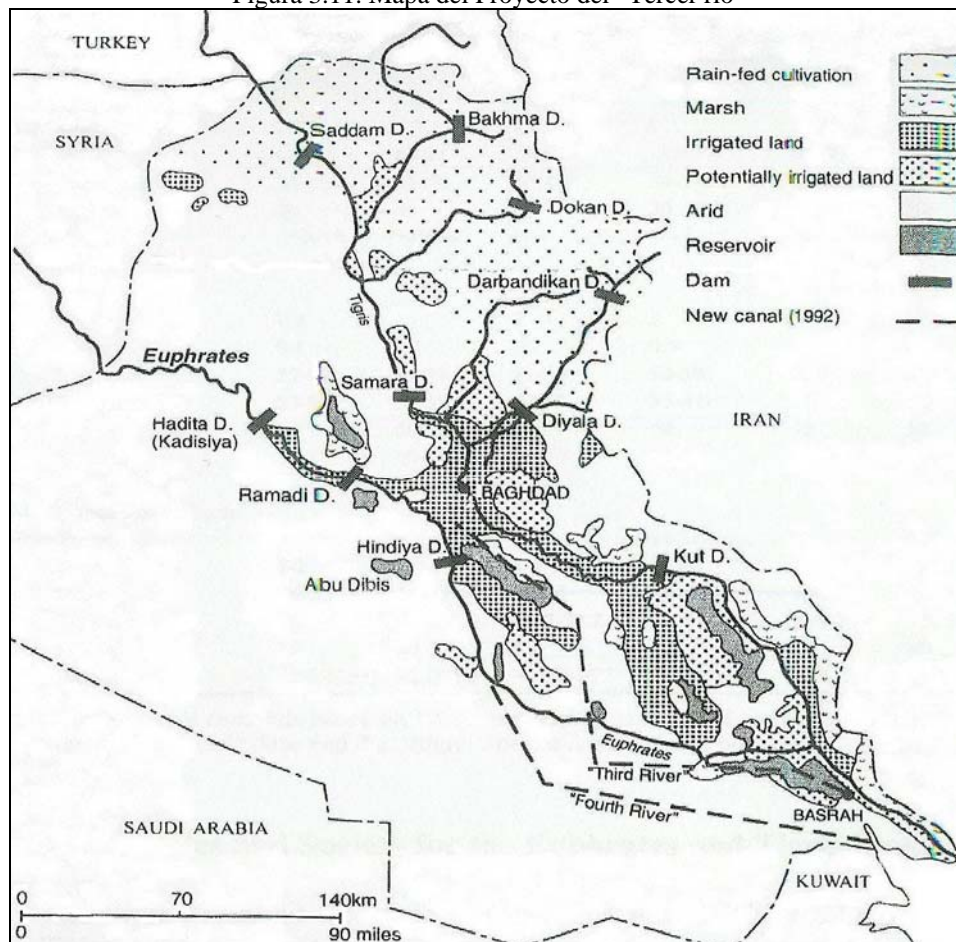 Figura 3.11: Mapa del Proyecto del "Tercer río"
TURKEY
SYRIA
Saddam D.
Bakhma D.
Dokan D.
Darbandikan D.
Tigris
Euphrates
Samara D.
Hadita D.
(Kadisiya)
Diyala D.
IRAN
Ramadi D.
BAGHDAD
Hindiya D.
Kut D.
Abu Dibis
Euphrates
"Third River"
"Fourth River"
BASRAH
SAUDI ARABIA
KUWAIT
Rain-fed cultivation
Marsh
Irrigated land
Potentially irrigated land
Arid
Reservoir
Dam
New canal (1992)
0 70 140km
0 90 miles